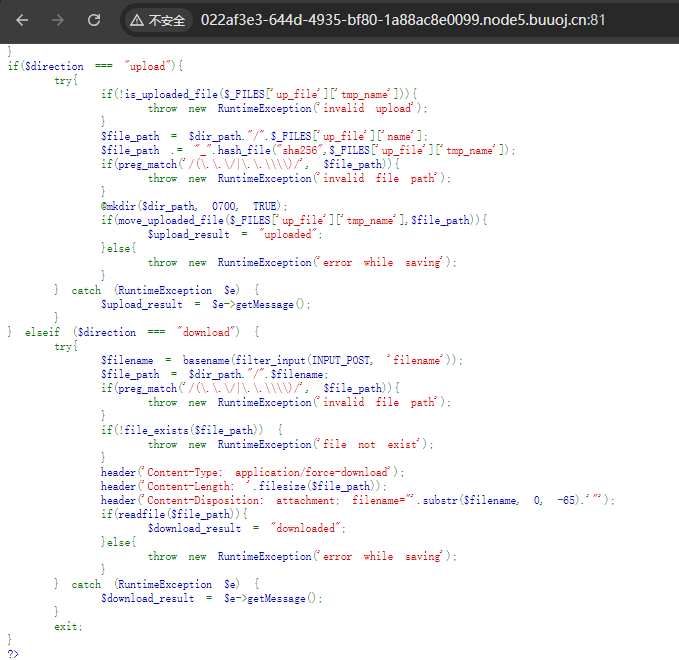 不安全 022af3e3-644d-4935-bf80-1a88ac8e0099.node5.buuoj.cn:81
}
if($direction === "upload"){
try{
if(!is_uploaded_file($_FILES['up_file']['tmp_name'])){
throw new RuntimeException('invalid upload');
}
$file_path = $dir_path."/".$_FILES['up_file']['name'];
$file_path .= "_".hash_file("sha256",$_FILES['up_file']['tmp_name']);
if(preg_match('/(\.\.\/|\.\.\\\\)/', $file_path)){
throw new RuntimeException('invalid file path');
}
@mkdir($dir_path, 0700, TRUE);
if(move_uploaded_file($_FILES['up_file']['tmp_name'],$file_path)){
$upload_result = "uploaded";
}else{
throw new RuntimeException('error while saving');
}
} catch (RuntimeException $e) {
$upload_result = $e->getMessage();
}
} elseif ($direction === "download") {
try{
$filename = basename(filter_input(INPUT_POST, 'filename'));
$file_path = $dir_path."/".$filename;
if(preg_match('/(\.\.\/|\.\.\\\\)/', $file_path)){
throw new RuntimeException('invalid file path');
}
if(!file_exists($file_path)) {
throw new RuntimeException('file not exist');
}
header('Content-Type: application/force-download');
header('Content-Length: '.filesize($file_path));
header('Content-Disposition: attachment; filename="'.substr($filename, 0, -65).'"');
if(readfile($file_path)){
$download_result = "downloaded";
}else{
throw new RuntimeException('error while saving');
}
} catch (RuntimeException $e) {
$download_result = $e->getMessage();
}
exit;
}
?>